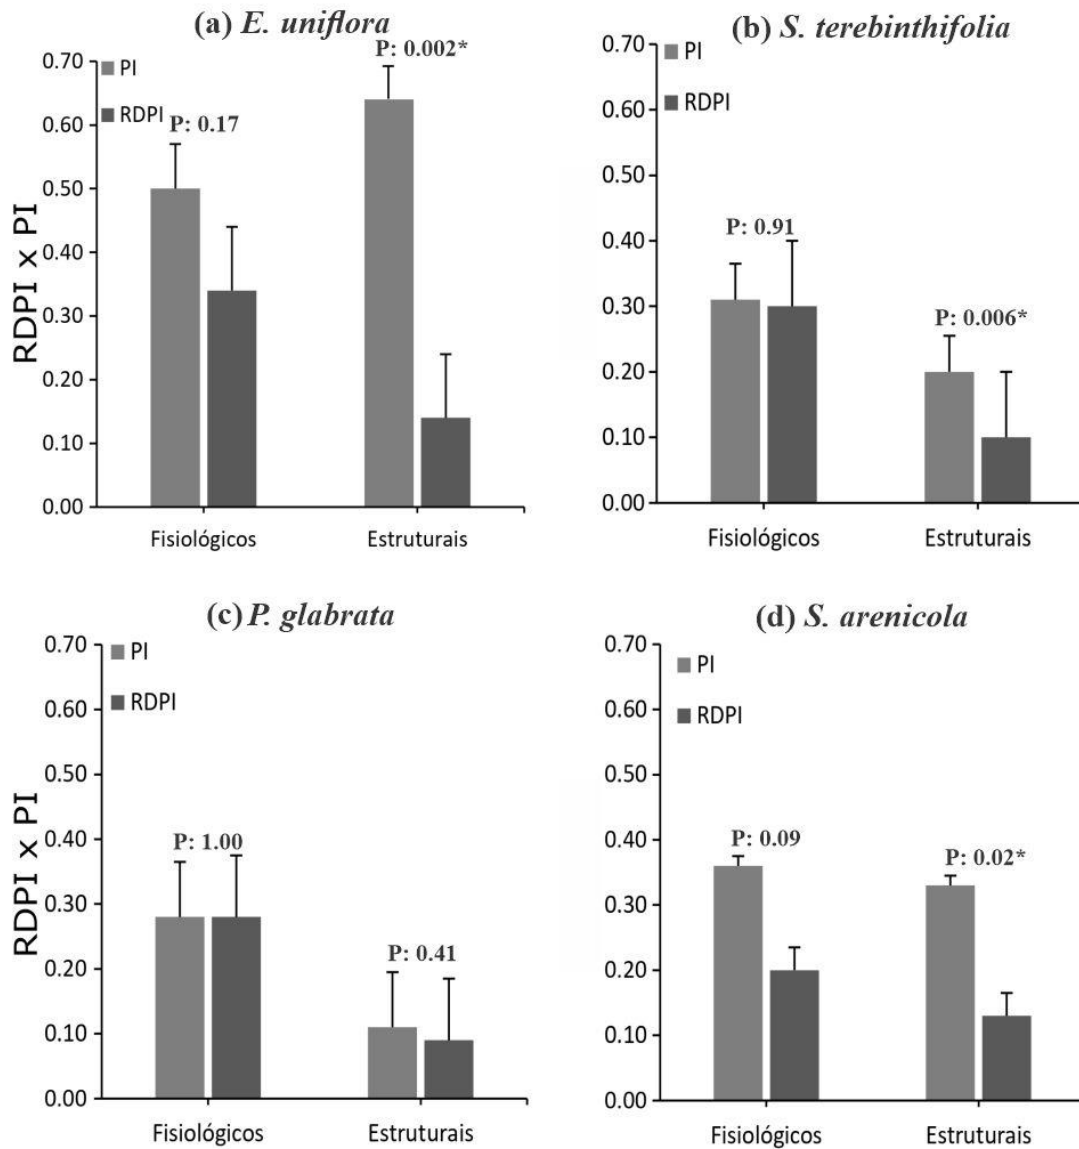 (a) E. uniflora
P: 0.002*
0.70
PI
RDPI
P: 0.17
0.60
0.50
0.40
0.30
0.20
0.10
0.00
RDPI x PI
Fisiológicos
Estruturais
(b) S. terebinthifolia
0.70
PI
RDPI
0.60
0.50
0.40
0.30
0.20
0.10
0.00
P: 0.91
P: 0.006*
Fisiológicos
Estruturais
(c) P. glabrata
0.70
PI
RDPI
0.60
0.50
0.40
0.30
0.20
0.10
0.00
RDPI x PI
P: 1.00
P: 0.41
Fisiológicos
Estruturais
(d) S. arenicola
0.70
PI
RDPI
0.60
0.50
0.40
0.30
0.20
0.10
0.00
P: 0.09
P: 0.02*
Fisiológicos
Estruturais